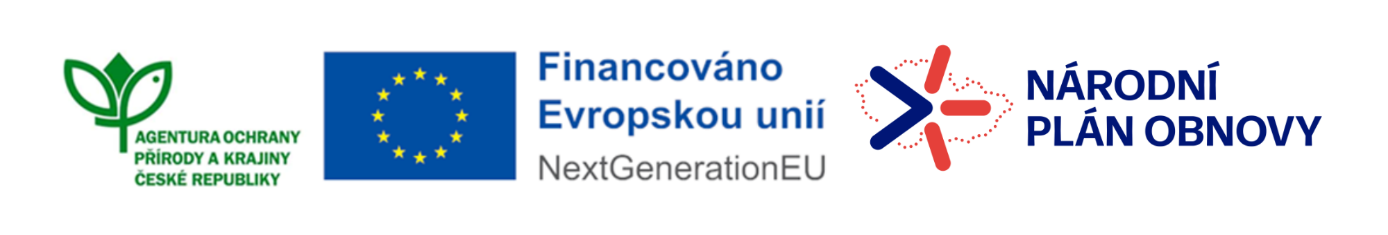 AGENTURA OCHRANY
PŘÍRODY A KRAJINY
ČESKÉ REPUBLIKY
Financováno
Evropskou unií
NextGenerationEU
NÁRODNÍ
PLÁN OBNOVY